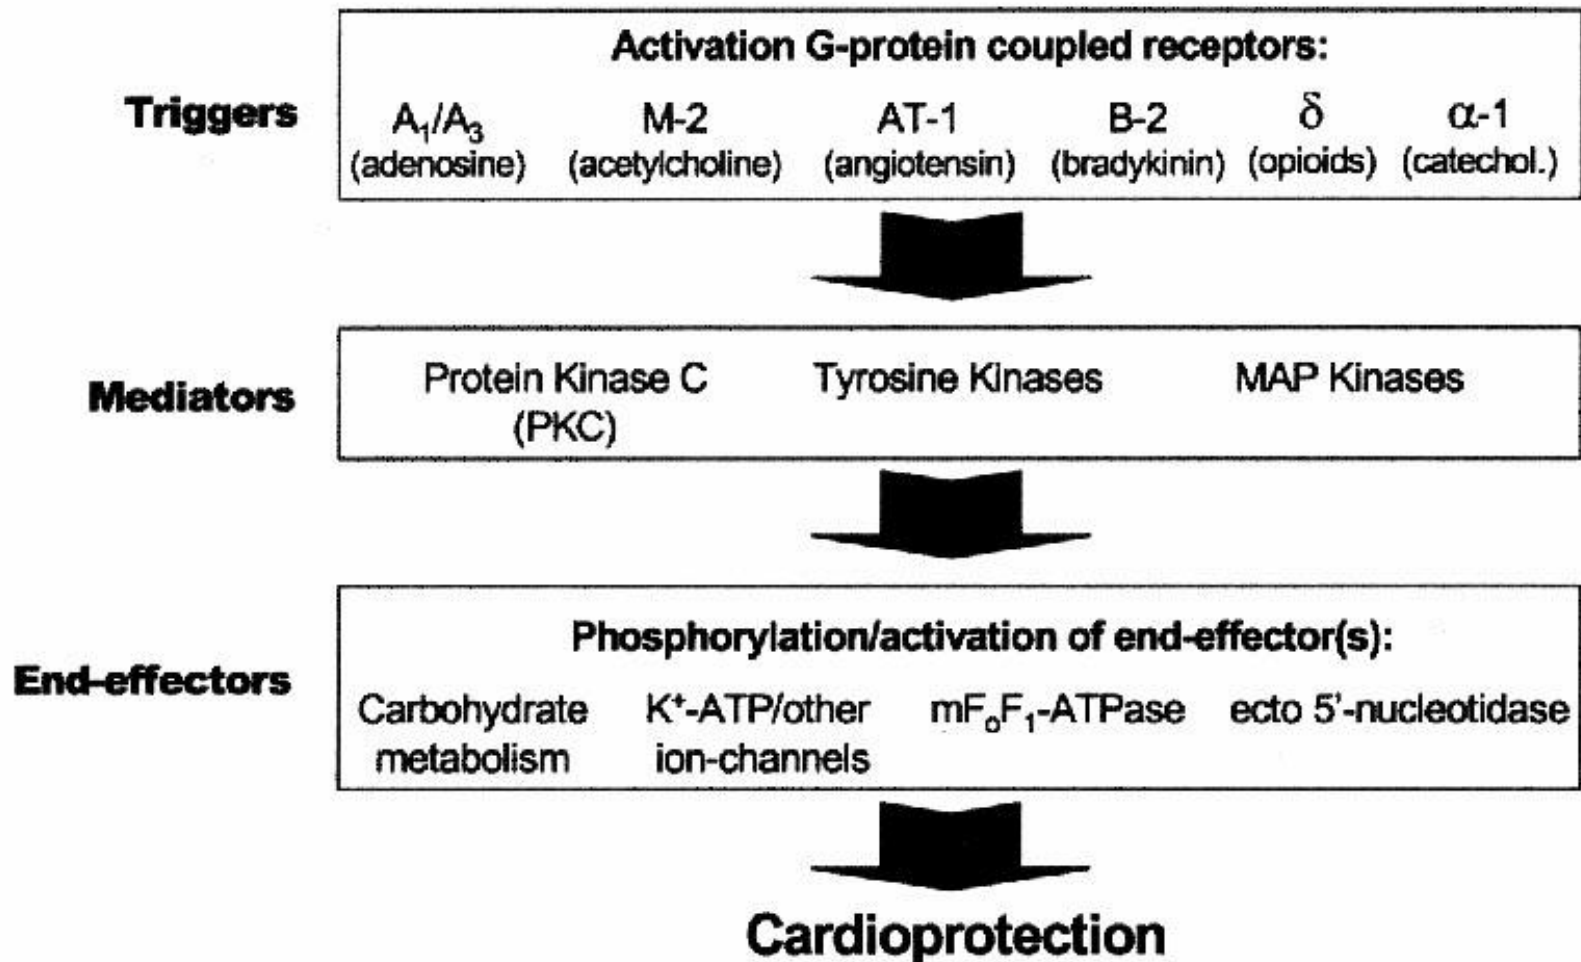 Activation G-protein coupled receptors:
Triggers
A₁/A₃ M-2 AT-1 B-2 δ α-1
(adenosine) (acetylcholine) (angiotensin) (bradykinin) (opioids) (catechol.)
Mediators
Protein Kinase C Tyrosine Kinases MAP Kinases
(PKC)
End-effectors
Phosphorylation/activation of end-effector(s):
Carbohydrate K⁺-ATP/other mFₒF₁-ATPase ecto 5’-nucleotidase
metabolism ion-channels
Cardioprotection